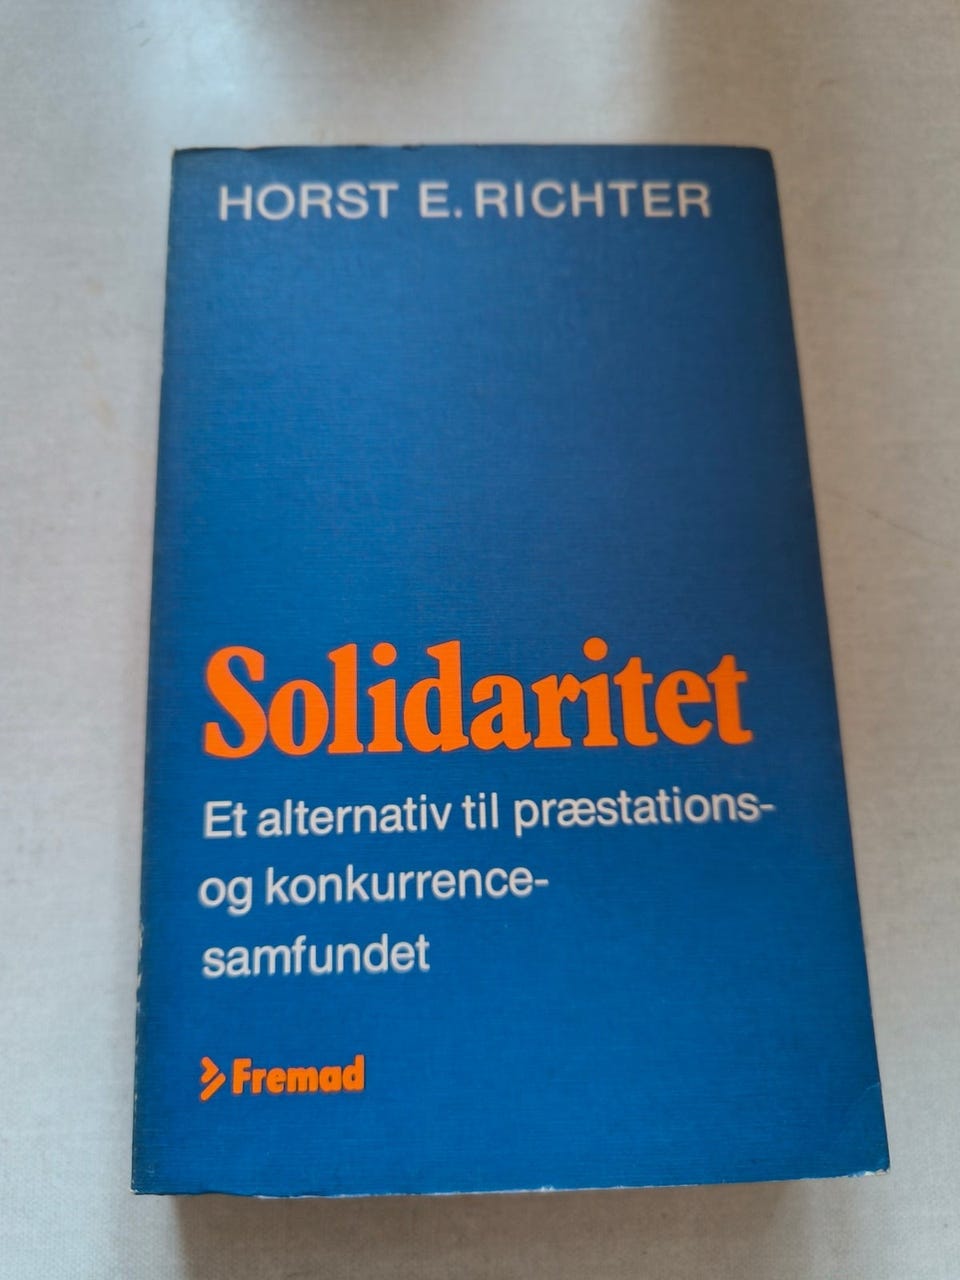 HORST E. RICHTER
Solidaritet
Et alternativ til præstations-
og konkurrence-
samfundet
Fremad